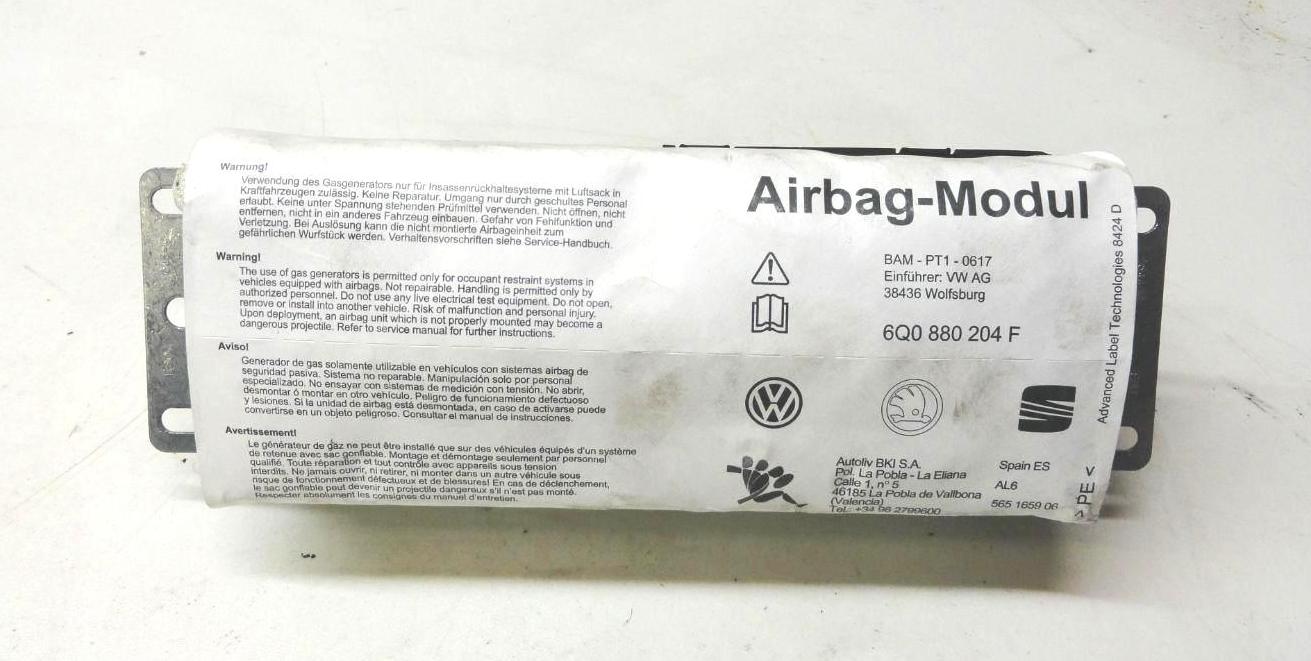 Warnung!
Verwendung des Gasgenerators nur für Insassenrückhaltesysteme mit Luftsack in
Kraftfahrzeugen zulässig. Keine Reparatur. Umgang nur durch geschultes Personal
erlaubt. Keine unter Spannung stehenden Prüfmittel verwenden. Nicht öffnen, nicht
entfernen, nicht in ein anderes Fahrzeug einbauen. Gefahr von Fehlfunktion und
Verletzung. Bei Auslösung kann die nicht montierte Airbageinheit zum
gefährlichen Wurfstück werden. Verhaltensvorschriften siehe Service-Handbuch.
Warning!
The use of gas generators is permitted only for occupant restraint systems in
vehicles equipped with airbags. Not repairable. Handling is permitted only by
authorized personnel. Do not use any live electrical test equipment. Do not open,
remove or install into another vehicle. Risk of malfunction and personal injury.
Upon deployment, an airbag unit which is not properly mounted may become a
dangerous projectile. Refer to service manual for further instructions.
Aviso!
Generador de gas solamente utilizable en vehículos con sistemas airbag de
seguridad pasiva. Sistema no reparable. Manipulación solo por personal
especializado. No ensayar con sistemas de medición con tensión. No abrir,
desmontar ó montar en otro vehículo. Peligro de funcionamiento defectuoso
y lesiones. Si la unidad de airbag está desmontada, en caso de activarse puede
convertirse en un objeto peligroso. Consultar el manual de instrucciones.
Avertissement!
Le générateur de gaz ne peut être installé que sur des véhicules équipés d'un système
de retenue avec sac gonflable. Montage et démontage seulement par personnel
qualifié. Toute réparation et tout contrôle avec appareils sous tension
interdits. Ne jamais ouvrir, ni retirer, ni monter dans un autre véhicule sous
risque de fonctionnement défectueux et de blessures! En cas de déclenchement,
le sac gonflable peut devenir un projectile dangereux s'il n'est pas monté.
Respecter absolument les consignes du manuel d'entretien.
Airbag-Modul
BAM - PT1 - 0617
Einführer: VW AG
38436 Wolfsburg
6Q0 880 204 F
Autoliv BKI S.A.
Pol. La Pobla - La Eliana
Calle 1, nº 5
46185 La Pobla de Vallbona
(Valencia)
Tel.: +34 96 2799600
Spain ES
AL6
565 1659 06
Advanced Label Technologies 8424 D
> PE <